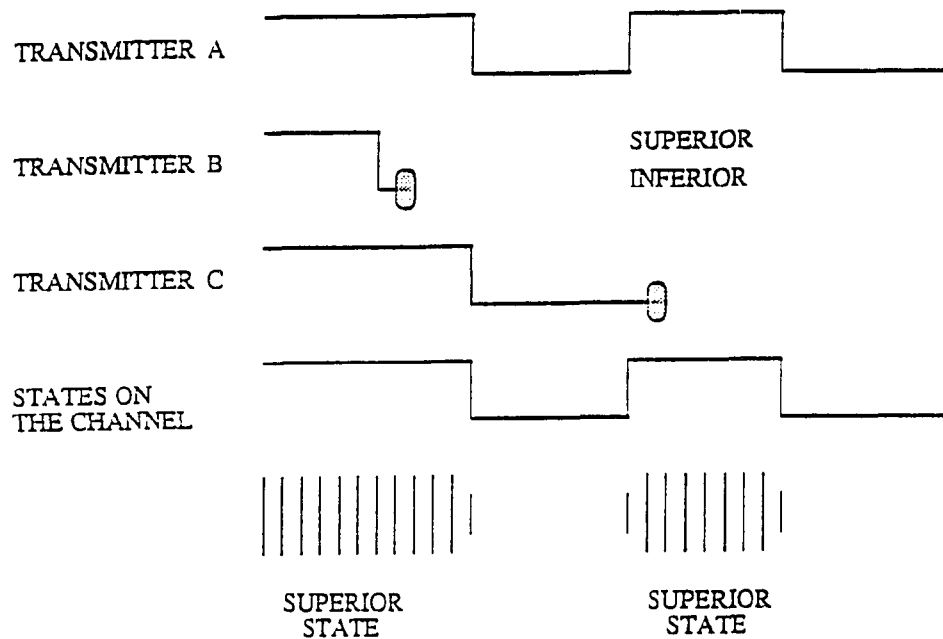 TRANSMITTER A
TRANSMITTER B
SUPERIOR
INFERIOR
TRANSMITTER C
STATES ON
THE CHANNEL
SUPERIOR
STATE
SUPERIOR
STATE